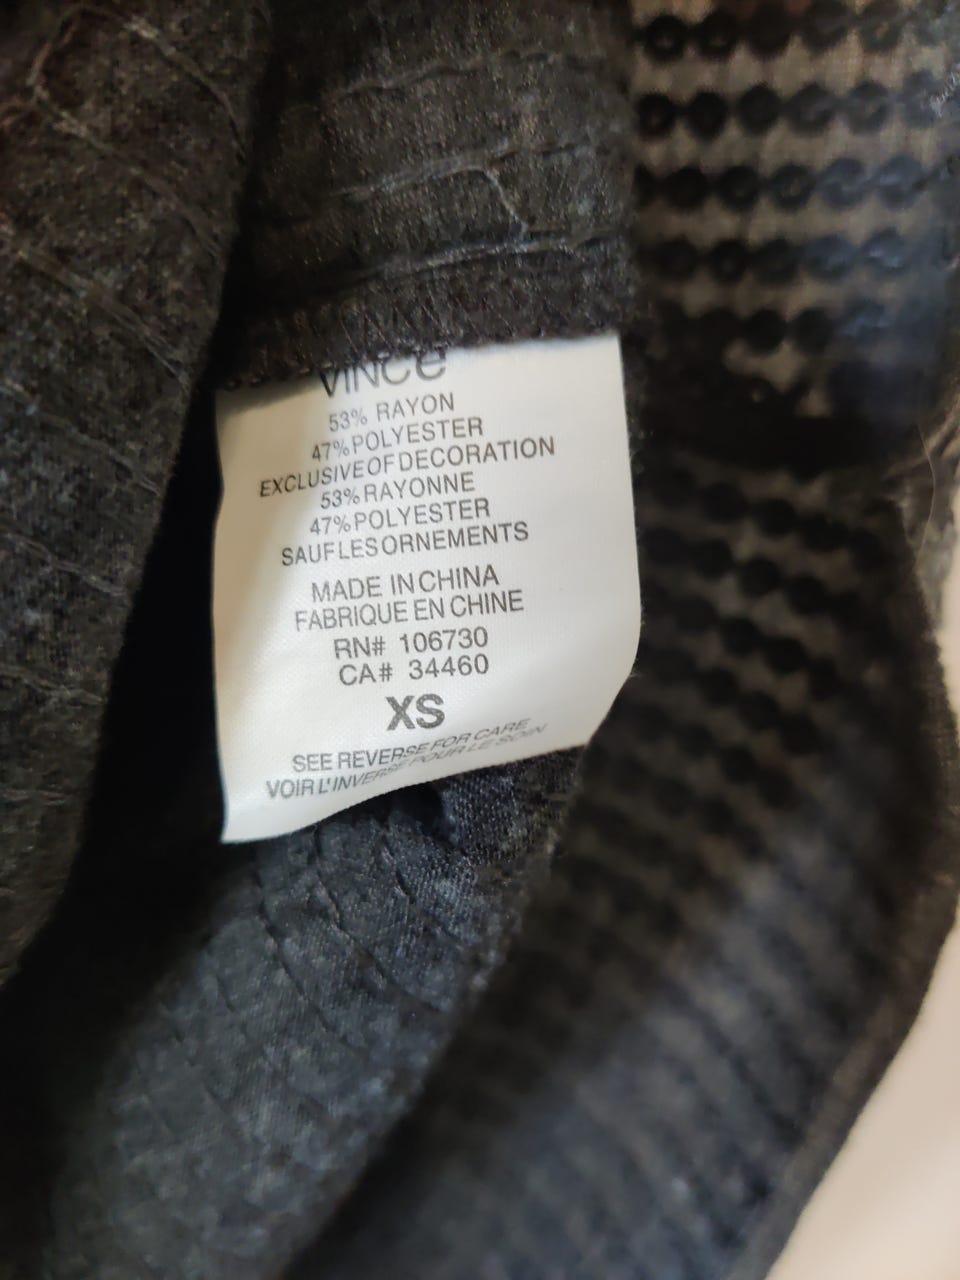 VINCe
53% RAYON
47% POLYESTER
EXCLUSIVE OF DECORATION
53% RAYONNE
47% POLYESTER
SAUF LES ORNEMENTS
MADE IN CHINA
FABRIQUE EN CHINE
RN# 106730
CA# 34460
XS
SEE REVERSE FOR CARE
VOIR L'INVERSE POUR LE SOIN